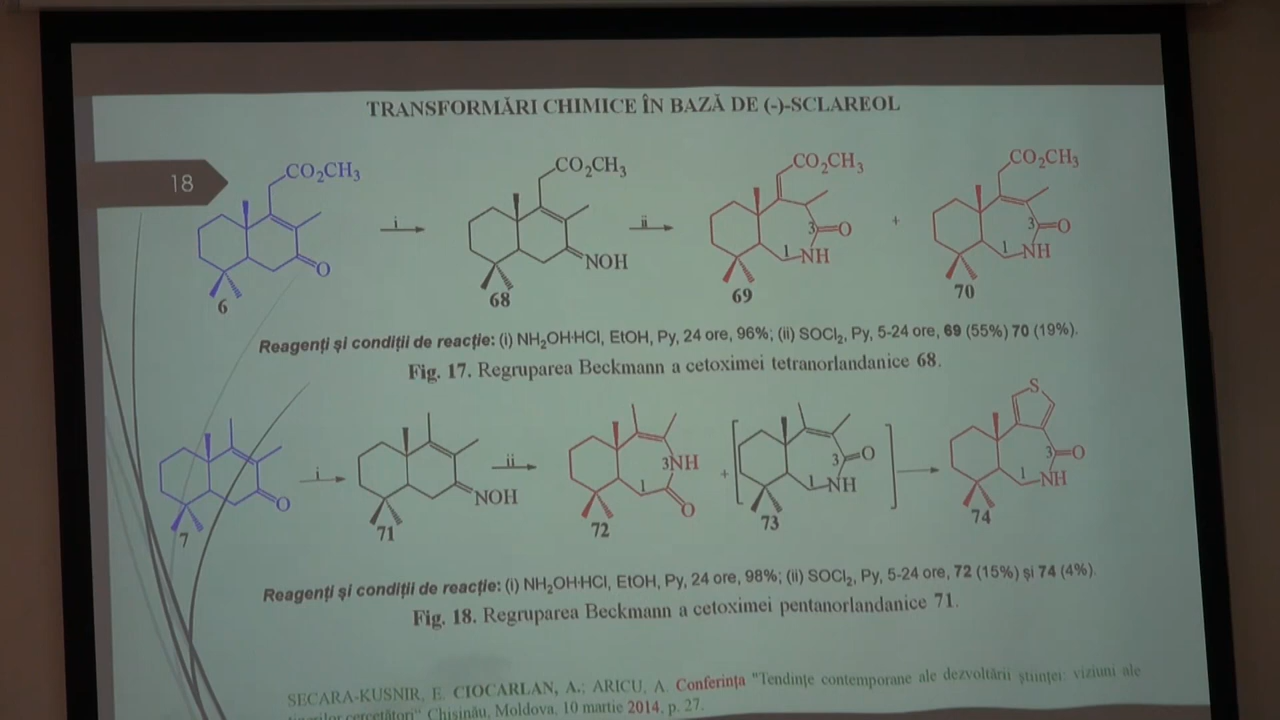 TRANSFORMĂRI CHIMICE ÎN BAZĂ DE (-)-SCLAREOL
18
CO₂CH₃ CO₂CH₃ CO₂CH₃ CO₂CH₃
i ii +
O NOH 1 3 O NH 1 3 O NH
6 68 69 70
Reagenți și condiții de reacție: (i) NH₂OH·HCl, EtOH, Py, 24 ore, 96%; (ii) SOCl₂, Py, 5-24 ore, 69 (55%) 70 (19%).
Fig. 17. Regruparea Beckmann a cetoximei tetranorlandanice 68.
S
i ii +
O NOH 1 3NH O 1 3 O NH 1 3 O NH
7 71 72 73 74
Reagenți și condiții de reacție: (i) NH₂OH·HCl, EtOH, Py, 24 ore, 98%; (ii) SOCl₂, Py, 5-24 ore, 72 (15%) și 74 (4%).
Fig. 18. Regruparea Beckmann a cetoximei pentanorlandanice 71.
SECARA-KUSNIR, E. CIOCARLAN, A.; ARICU, A. Conferința "Tendințe contemporane ale dezvoltării științei: viziuni ale
cercetători" Chișinău, Moldova, 10 martie 2014, p. 27.